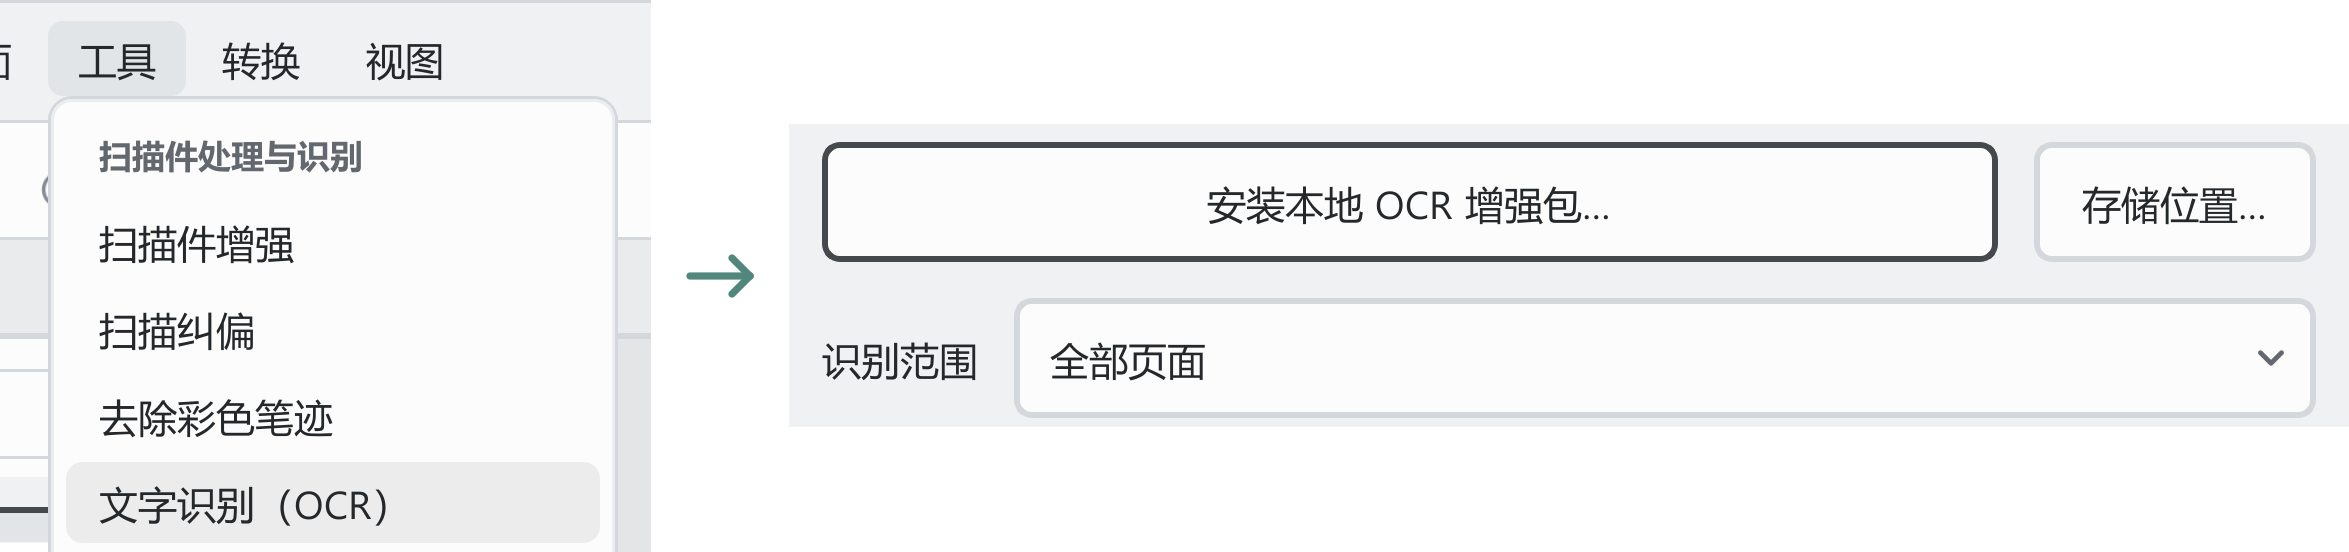 工具 转换 视图
扫描件处理与识别
扫描件增强
扫描纠偏
去除彩色笔迹
文字识别（OCR）
安装本地 OCR 增强包... 存储位置...
识别范围 全部页面